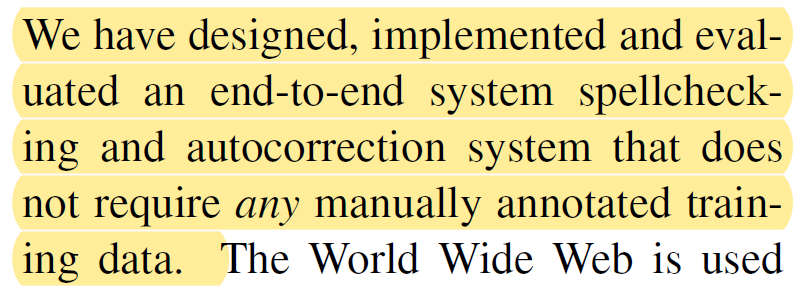 We have designed, implemented and eval-
uated an end-to-end system spellcheck-
ing and autocorrection system that does
not require any manually annotated train-
ing data. The World Wide Web is used